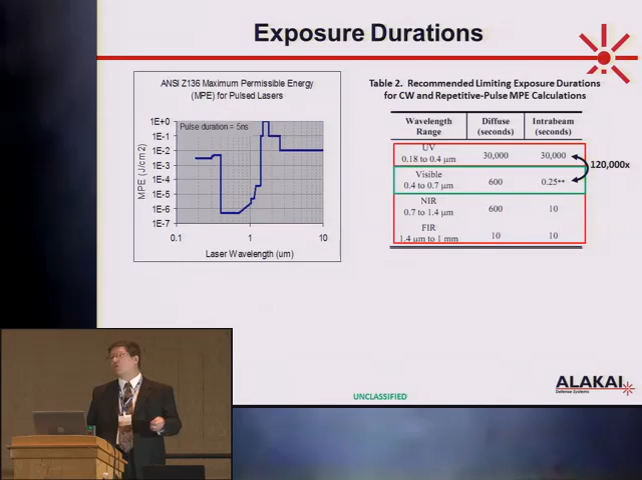 Exposure Durations
ANSI Z136 Maximum Permissible Energy
(MPE) for Pulsed Lasers
Pulse duration = 5ns
MPE (J/cm2)
1E+0
1E-1
1E-2
1E-3
1E-4
1E-5
1E-6
1E-7
0.1
1
10
Laser Wavelength (um)
Table 2. Recommended Limiting Exposure Durations
for CW and Repetitive-Pulse MPE Calculations
Wavelength Range
Diffuse (seconds)
Intrabeam (seconds)
UV
0.18 to 0.4 µm
30,000
30,000
Visible
0.4 to 0.7 µm
600
0.25**
120,000x
NIR
0.7 to 1.4 µm
600
10
FIR
1.4 µm to 1 mm
10
10
UNCLASSIFIED
ALAKAI
Defense Systems